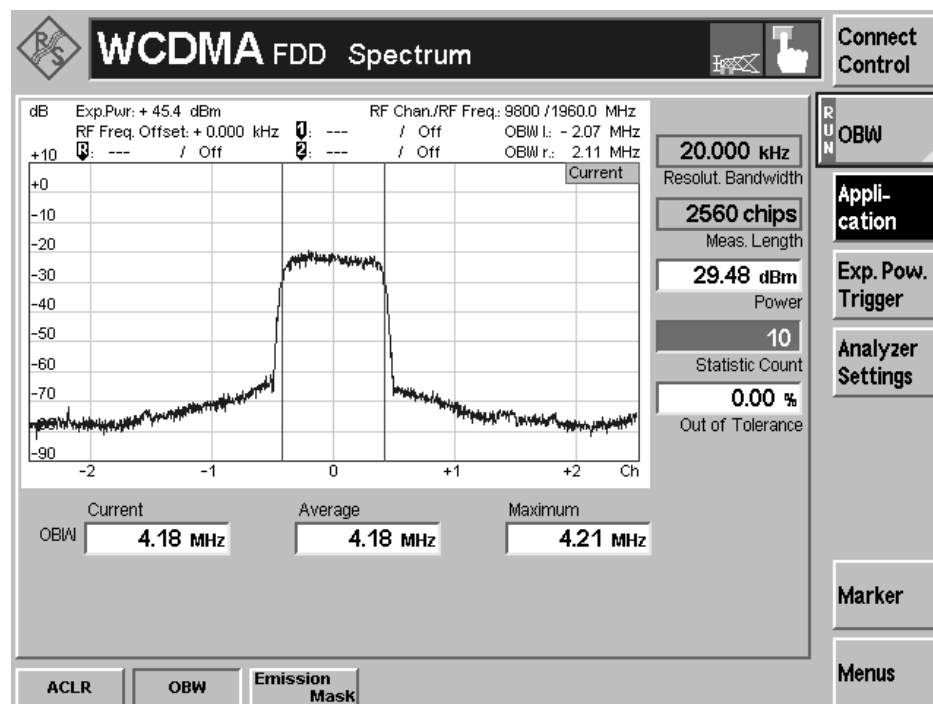 R&S
WCDMA FDD Spectrum
Connect Control
dB Exp.Pwr: + 45.4 dBm RF Chan./RF Freq.: 9800 / 1960.0 MHz
RF Freq. Offset: + 0.000 kHz 1: --- / Off OBW l.: - 2.07 MHz
R: --- / Off 2: --- / Off OBW r.: 2.11 MHz
+10
Current
+0
-10
-20
-30
-40
-50
-60
-70
-80
-90
-2 -1 0 +1 +2 Ch
20.000 kHz
Resolut. Bandwidth
2560 chips
Meas. Length
29.48 dBm
Power
10
Statistic Count
0.00 %
Out of Tolerance
RUN
OBW
Appli-
cation
Exp. Pow.
Trigger
Analyzer
Settings
Current Average Maximum
OBW 4.18 MHz 4.18 MHz 4.21 MHz
Marker
Menus
ACLR OBW Emission
Mask